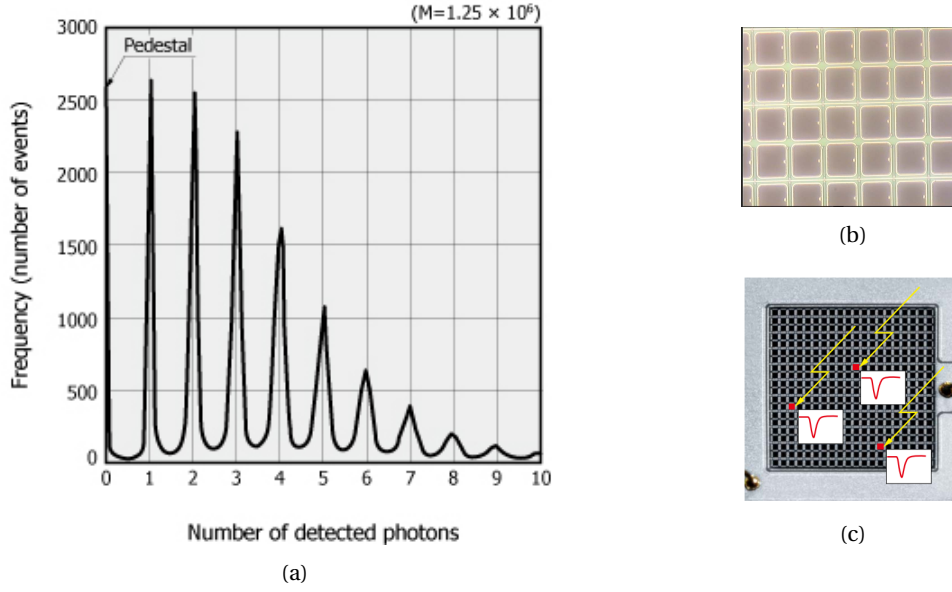 (M=1.25 × 10⁶)
3000
Pedestal
2500
2000
1500
1000
500
0
0 1 2 3 4 5 6 7 8 9 10
Frequency (number of events)
Number of detected photons
(a)
(b)
(c)